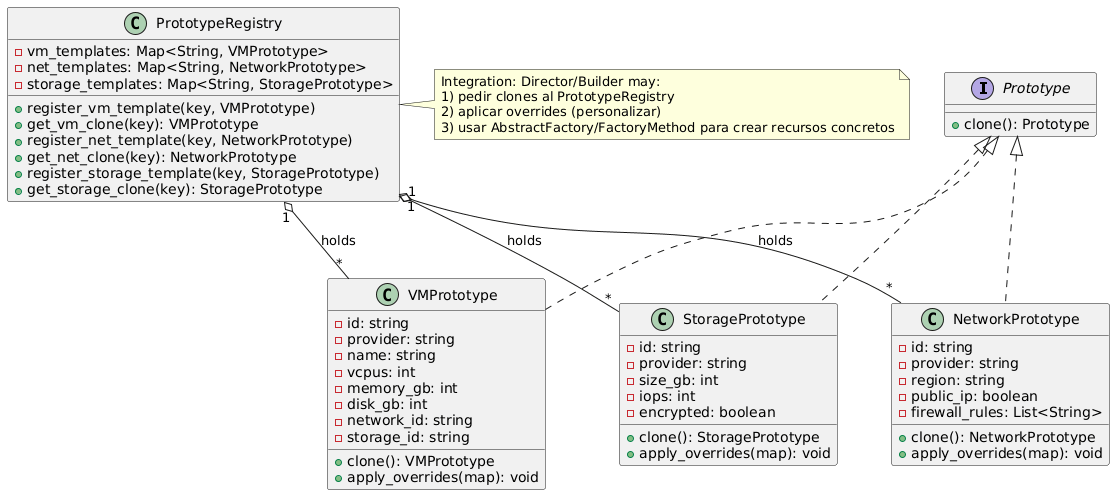 C PrototypeRegistry
vm_templates: Map<String, VMPrototype>
net_templates: Map<String, NetworkPrototype>
storage_templates: Map<String, StoragePrototype>
register_vm_template(key, VMPrototype)
get_vm_clone(key): VMPrototype
register_net_template(key, NetworkPrototype)
get_net_clone(key): NetworkPrototype
register_storage_template(key, StoragePrototype)
get_storage_clone(key): StoragePrototype
Integration: Director/Builder may:
1) pedir clones al PrototypeRegistry
2) aplicar overrides (personalizar)
3) usar AbstractFactory/FactoryMethod para crear recursos concretos
I Prototype
clone(): Prototype
1
holds
*
1
holds
*
1
holds
*
C VMPrototype
id: string
provider: string
name: string
vcpus: int
memory_gb: int
disk_gb: int
network_id: string
storage_id: string
clone(): VMPrototype
apply_overrides(map): void
C StoragePrototype
id: string
provider: string
size_gb: int
iops: int
encrypted: boolean
clone(): StoragePrototype
apply_overrides(map): void
C NetworkPrototype
id: string
provider: string
region: string
public_ip: boolean
firewall_rules: List<String>
clone(): NetworkPrototype
apply_overrides(map): void